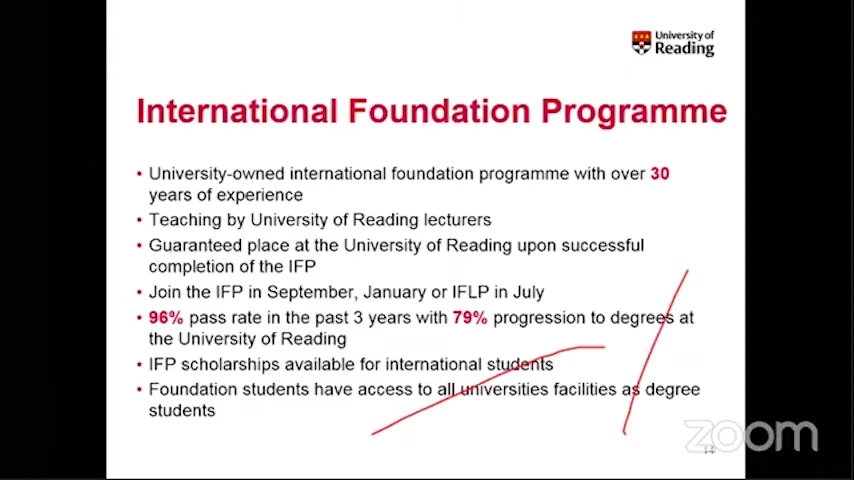 University of
Reading
International Foundation Programme
• University-owned international foundation programme with over 30
years of experience
• Teaching by University of Reading lecturers
• Guaranteed place at the University of Reading upon successful
completion of the IFP
• Join the IFP in September, January or IFLP in July
• 96% pass rate in the past 3 years with 79% progression to degrees at
the University of Reading
• IFP scholarships available for international students
• Foundation students have access to all universities facilities as degree
students
zoom
14